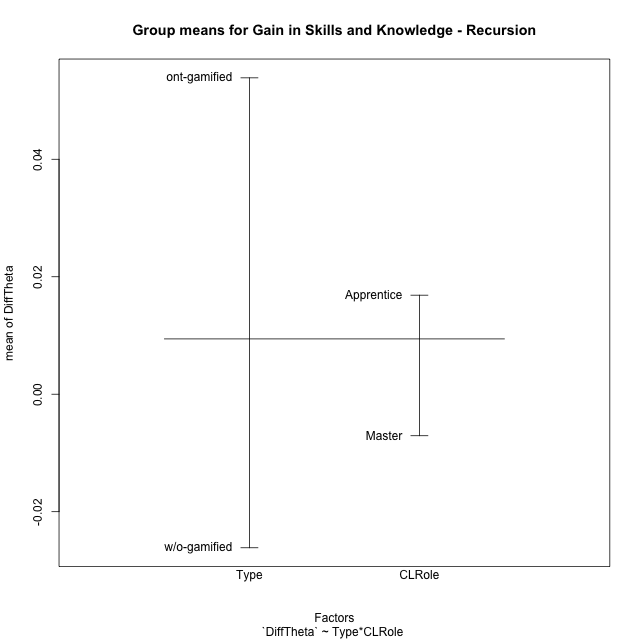 Group means for Gain in Skills and Knowledge - Recursion
mean of DiffTheta
0.04
0.02
0.00
-0.02
ont-gamified
w/o-gamified
Apprentice
Master
Type
CLRole
Factors
`DiffTheta` ~ Type*CLRole